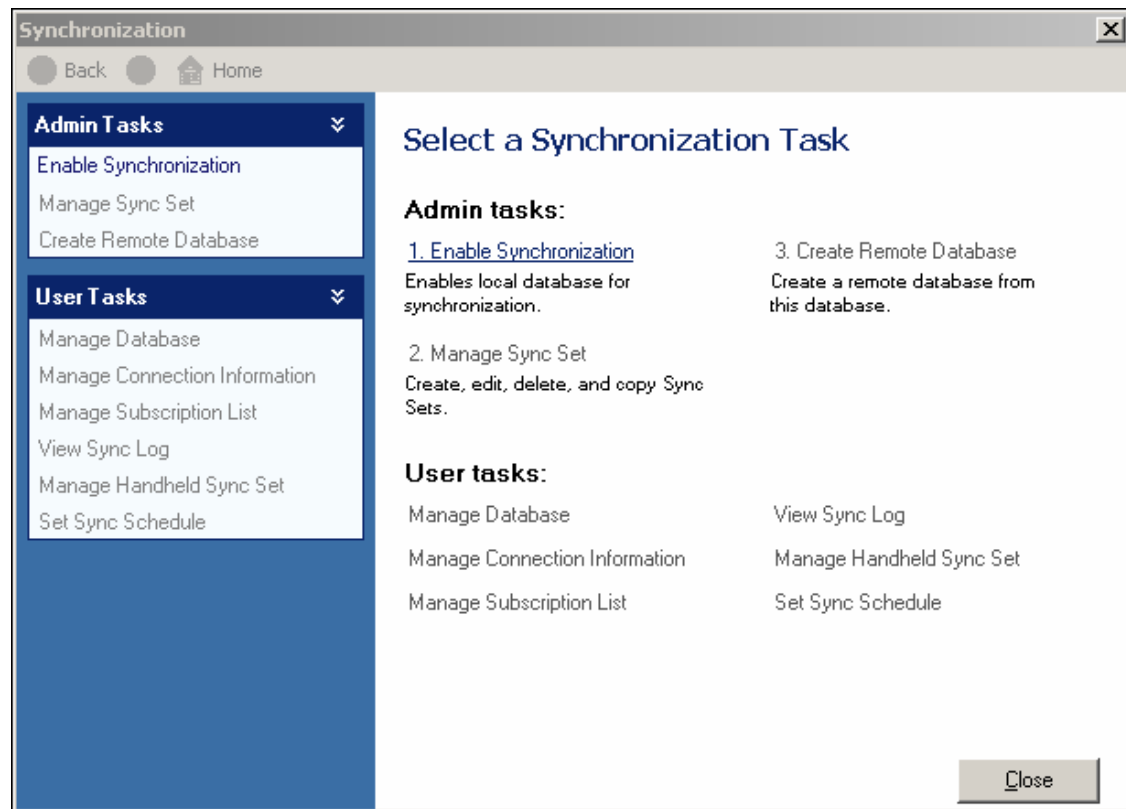 Synchronization
Back Home
Admin Tasks
Enable Synchronization
Manage Sync Set
Create Remote Database
User Tasks
Manage Database
Manage Connection Information
Manage Subscription List
View Sync Log
Manage Handheld Sync Set
Set Sync Schedule
Select a Synchronization Task
Admin tasks:
1. Enable Synchronization
Enables local database for
synchronization.
2. Manage Sync Set
Create, edit, delete, and copy Sync
Sets.
3. Create Remote Database
Create a remote database from
this database.
User tasks:
Manage Database
Manage Connection Information
Manage Subscription List
View Sync Log
Manage Handheld Sync Set
Set Sync Schedule
Close